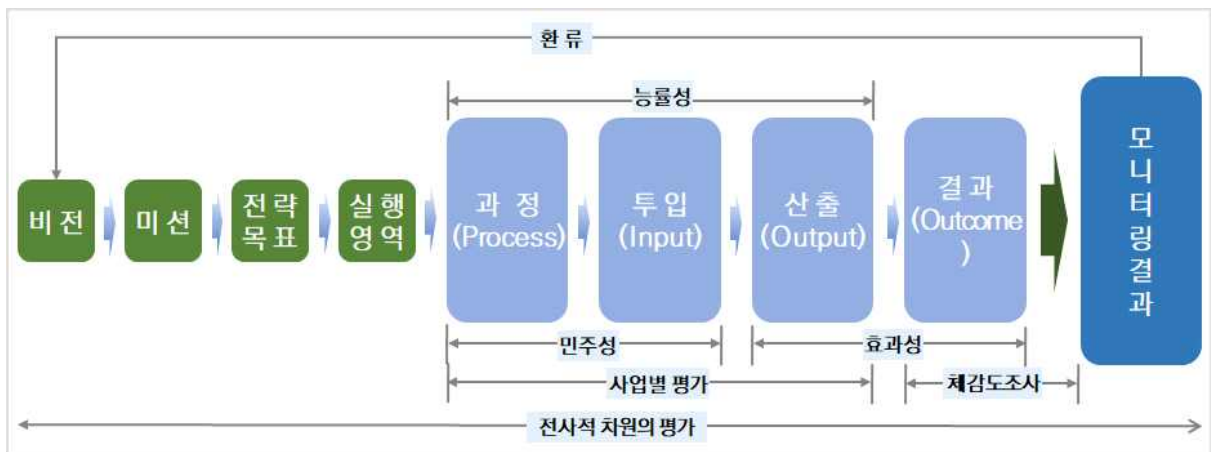 환 류
능률성
비 전
미 션
전 략
목 표
실 행
영 역
과 정
(Process)
투 입
(Input)
산 출
(Output)
결 과
(Outcome
)
모
니
터
링
결
과
민주성
효과성
사업별 평가
체감도조사
전사적 차원의 평가